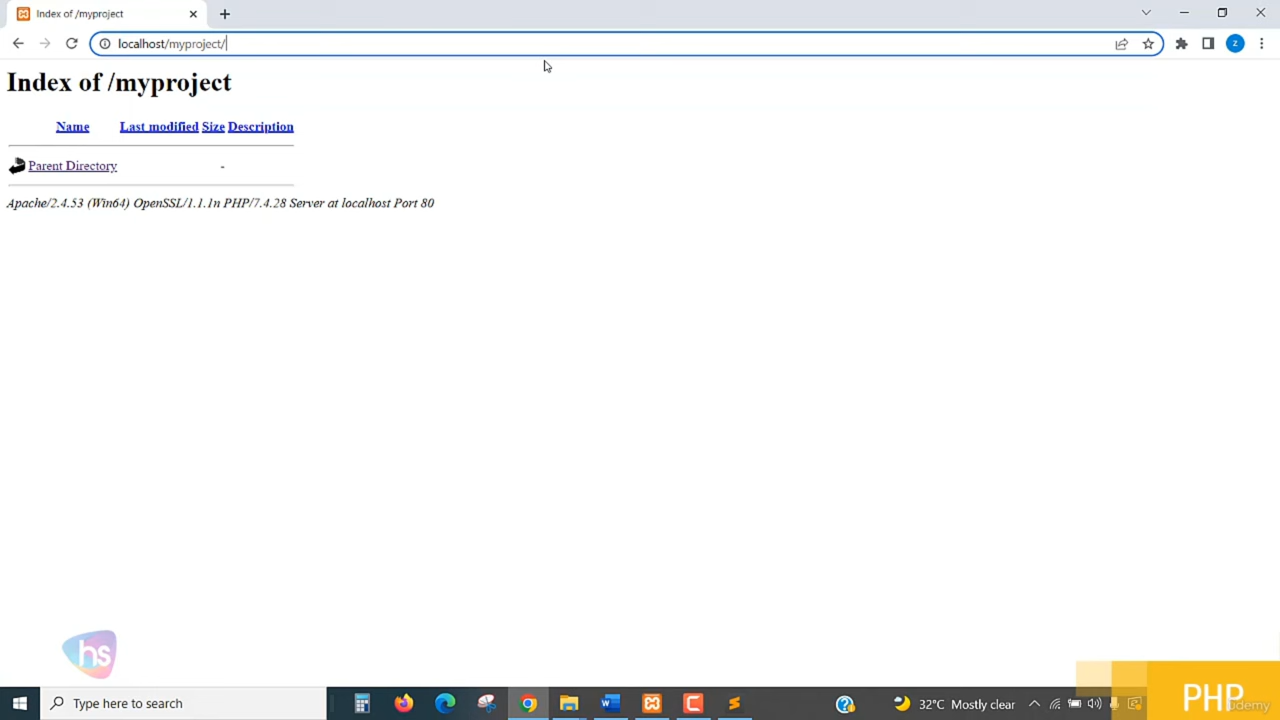 Index of /myproject
localhost/myproject/
Z
Index of /myproject
Name Last modified Size Description
Parent Directory -
Apache/2.4.53 (Win64) OpenSSL/1.1.1n PHP/7.4.28 Server at localhost Port 80
hs
Type here to search
W
32°C Mostly clear
PHP